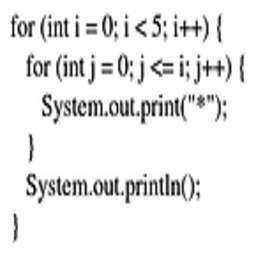 for (int i = 0; i < 5; i++) {
for (int j = 0; j <= i; j++) {
System.out.print("*");
}
System.out.println();
}